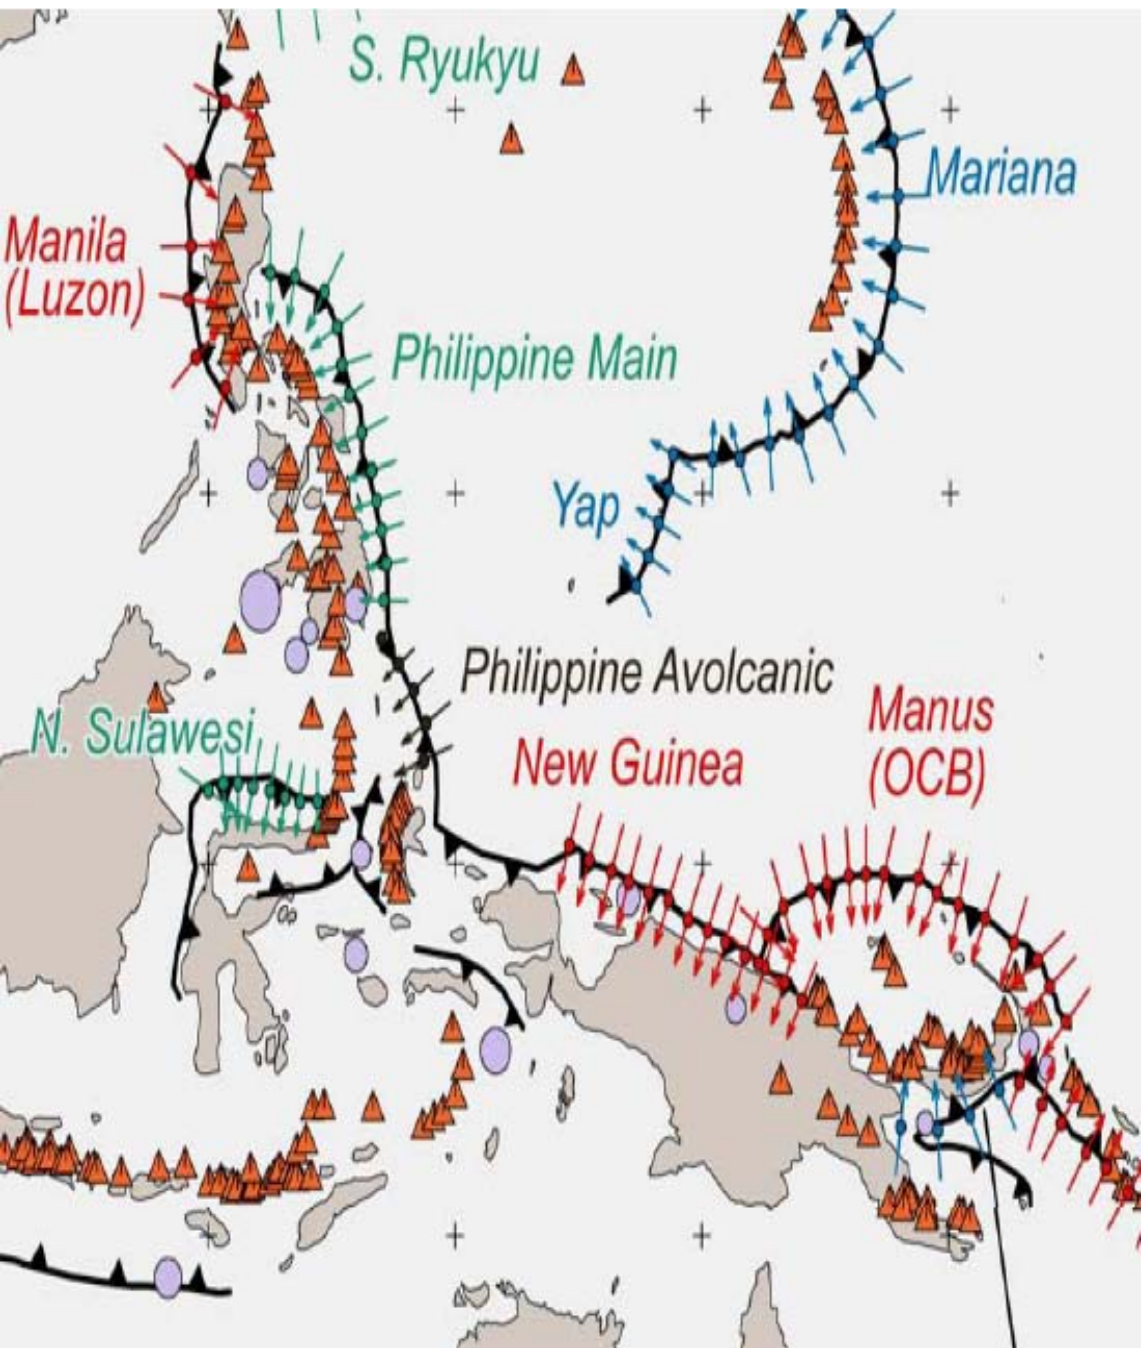 S. Ryukyu
Mariana
Manila
(Luzon)
Philippine Main
Yap
Philippine Avolcanic
Manus
(OCB)
N. Sulawesi
New Guinea